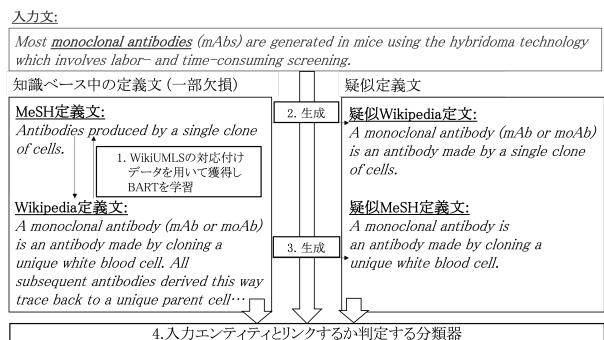 入力文:
Most monoclonal antibodies (mAbs) are generated in mice using the hybridoma technology
which involves labor- and time-consuming screening.
知識ベース中の定義文 (一部欠損)
MeSH定義文:
Antibodies produced by a single clone
of cells.
1. WikiUMLSの対応付け
データを用いて獲得し
BARTを学習
Wikipedia定義文:
A monoclonal antibody (mAb or moAb)
is an antibody made by cloning a
unique white blood cell. All
subsequent antibodies derived this way
trace back to a unique parent cell…
2. 生成
3. 生成
疑似定義文
疑似Wikipedia定文:
A monoclonal antibody (mAb or moAb)
is an antibody made by a single clone
of cells.
疑似MeSH定義文:
A monoclonal antibody is
an antibody made by cloning a
unique white blood cell.
4.入力エンティティとリンクするか判定する分類器